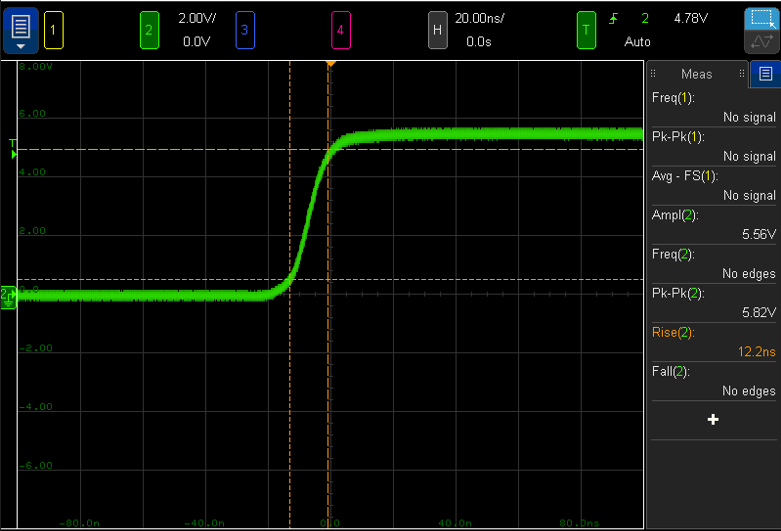 1
2
2.00V/
0.0V
3
4
H
20.00ns/
0.0s
T
2
4.78V
Auto
8.00V
6.00
T
4.00
2.00
2
0.0
-2.00
-4.00
-6.00
-80.0n
-40.0n
0.0
40.0n
80.0ns
Meas
Freq(1):
No signal
Pk-Pk(1):
No signal
Avg - FS(1):
No signal
Ampl(2):
5.56V
Freq(2):
No edges
Pk-Pk(2):
5.82V
Rise(2):
12.2ns
Fall(2):
No edges
+